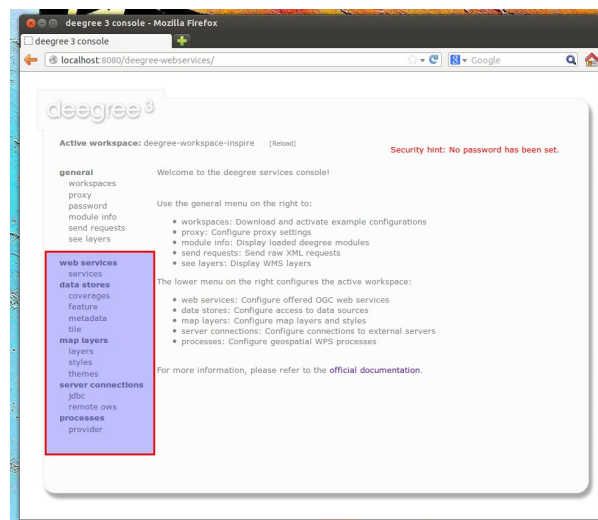 deegree 3 console - Mozilla Firefox
deegree 3 console
localhost:8080/deegree-webservices/
Google
deegree 3
Active workspace: deegree-workspace-inspire [Reload]
Security hint: No password has been set.
general
workspaces
proxy
password
module info
send requests
see layers
web services
services
data stores
coverages
feature
metadata
tile
map layers
layers
styles
themes
server connections
jdbc
remote ows
processes
provider
Welcome to the deegree services console!
Use the general menu on the right to:
• workspaces: Download and activate example configurations
• proxy: Configure proxy settings
• module info: Display loaded deegree modules
• send requests: Send raw XML requests
• see layers: Display WMS layers
The lower menu on the right configures the active workspace:
• web services: Configure offered OGC web services
• data stores: Configure access to data sources
• map layers: Configure map layers and styles
• server connections: Configure connections to external servers
• processes: Configure geospatial WPS processes
For more information, please refer to the official documentation.